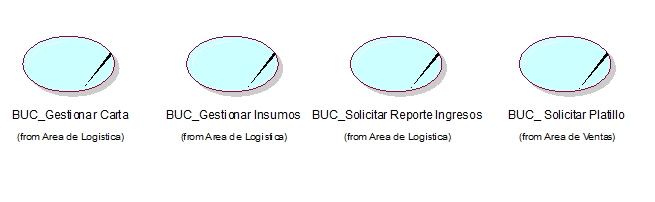 BUC_Gestionar Carta
(from Area de Logistica)
BUC_Gestionar Insumos
(from Area de Logistica)
BUC_Solicitar Reporte Ingresos
(from Area de Logistica)
BUC_ Solicitar Platillo
(from Area de Ventas)